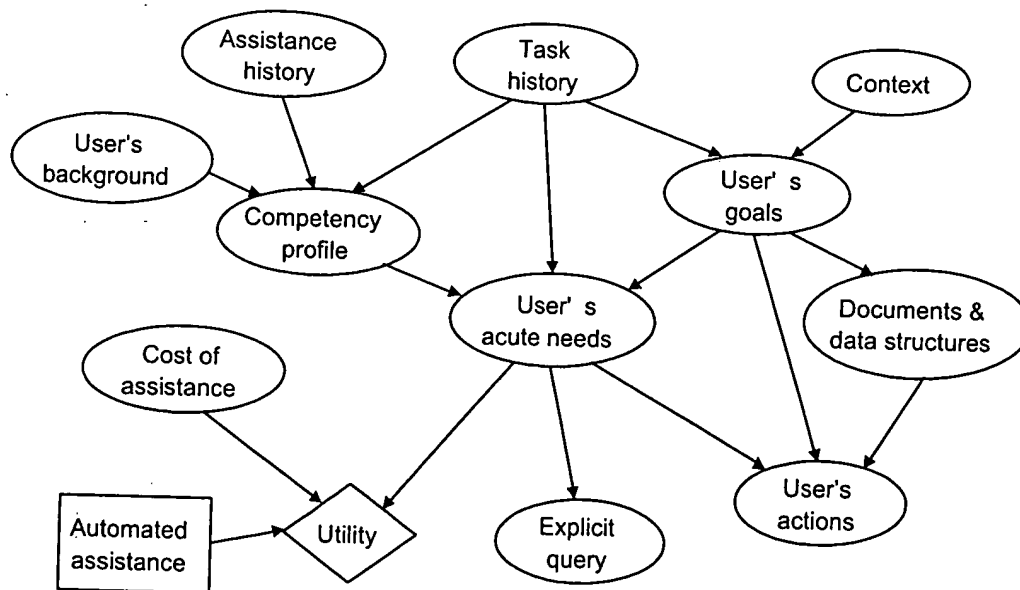 Assistance
history
Task
history
Context
User's
background
Competency
profile
User' s
goals
User' s
acute needs
Documents &
data structures
Cost of
assistance
Automated
assistance
Utility
Explicit
query
User's
actions